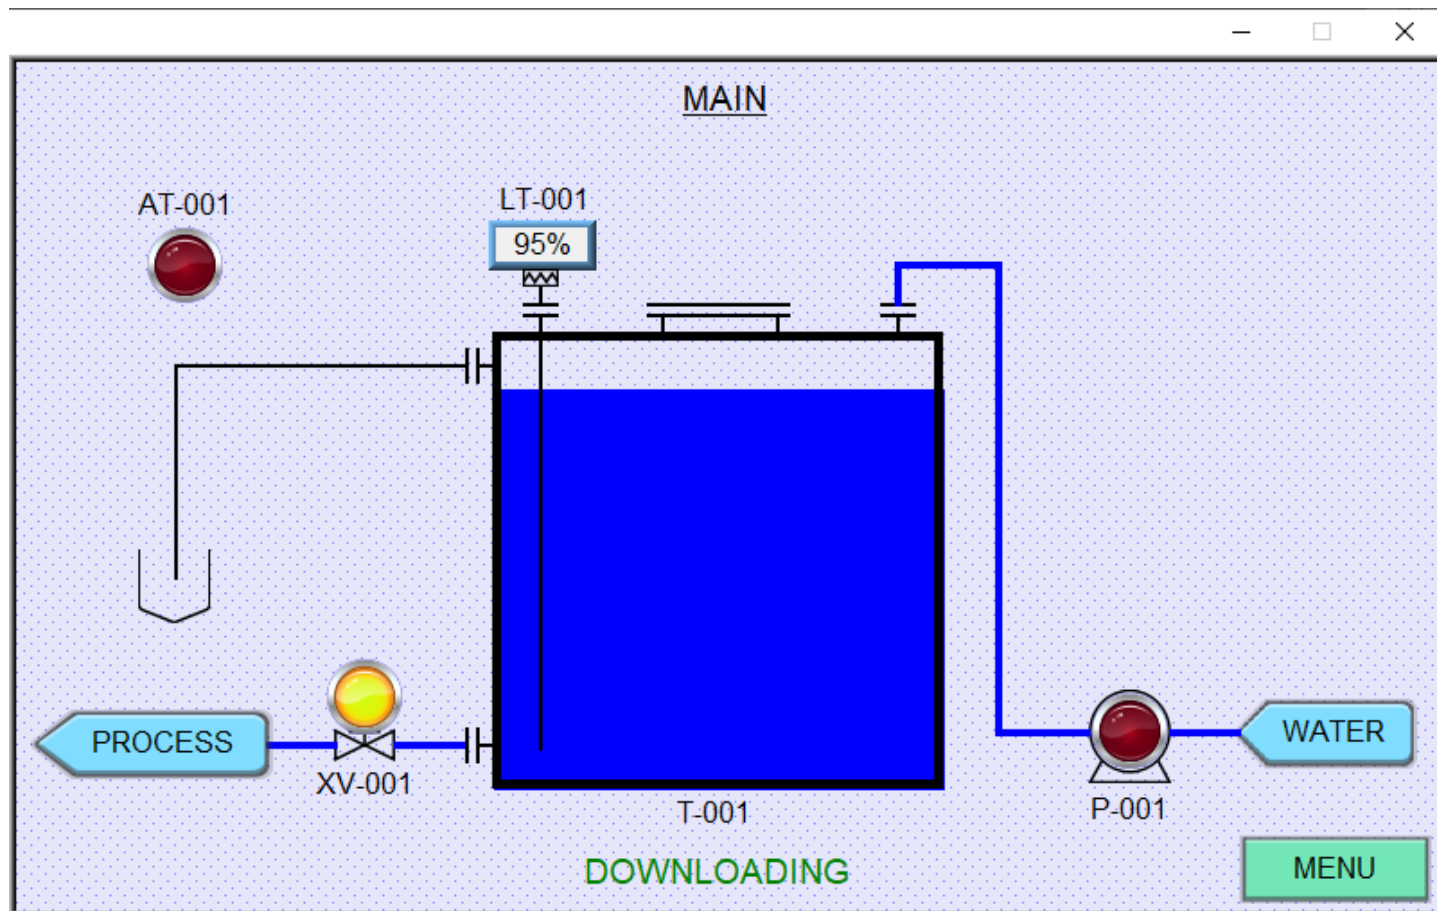 MAIN
AT-001
LT-001
95%
PROCESS
XV-001
T-001
WATER
P-001
DOWNLOADING
MENU